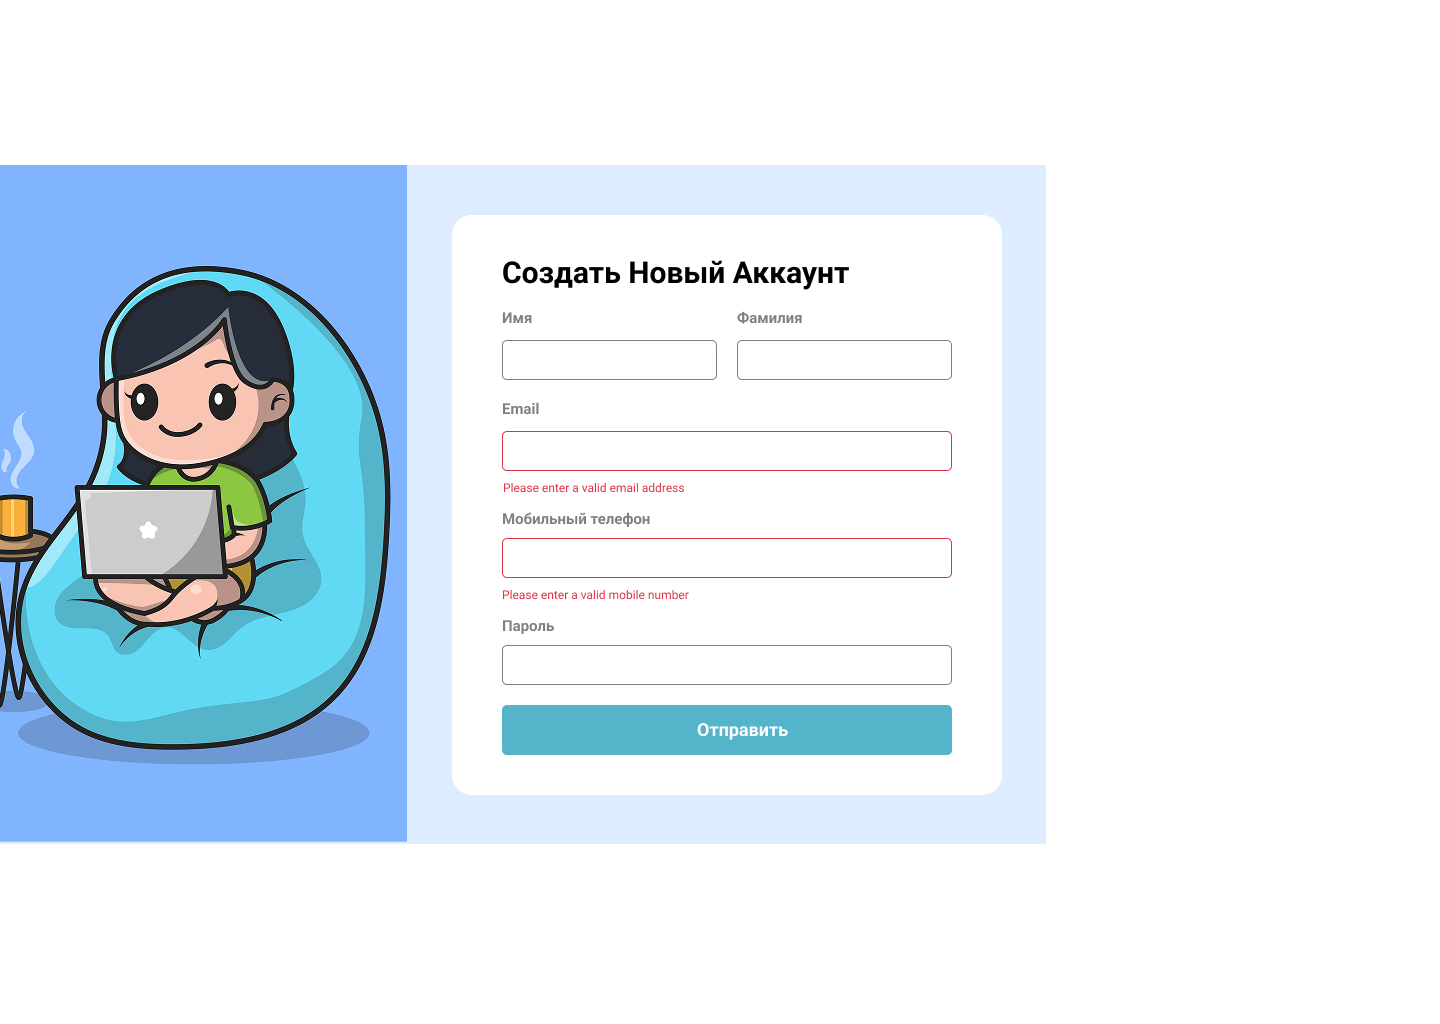 Создать Новый Аккаунт
Имя
Фамилия
Email
Please enter a valid email address
Мобильный телефон
Please enter a valid mobile number
Пароль
Отправить